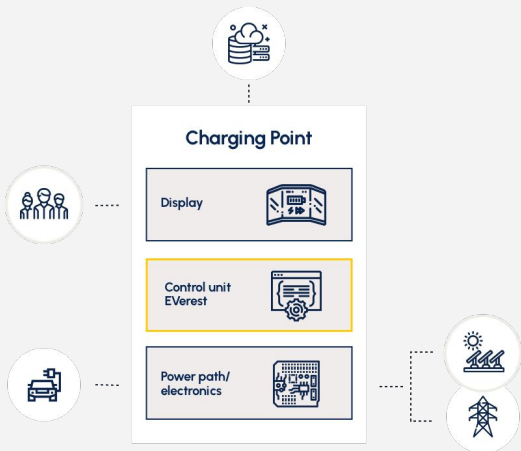 Charging Point
Display
Control unit
EVerest
Power path/
electronics